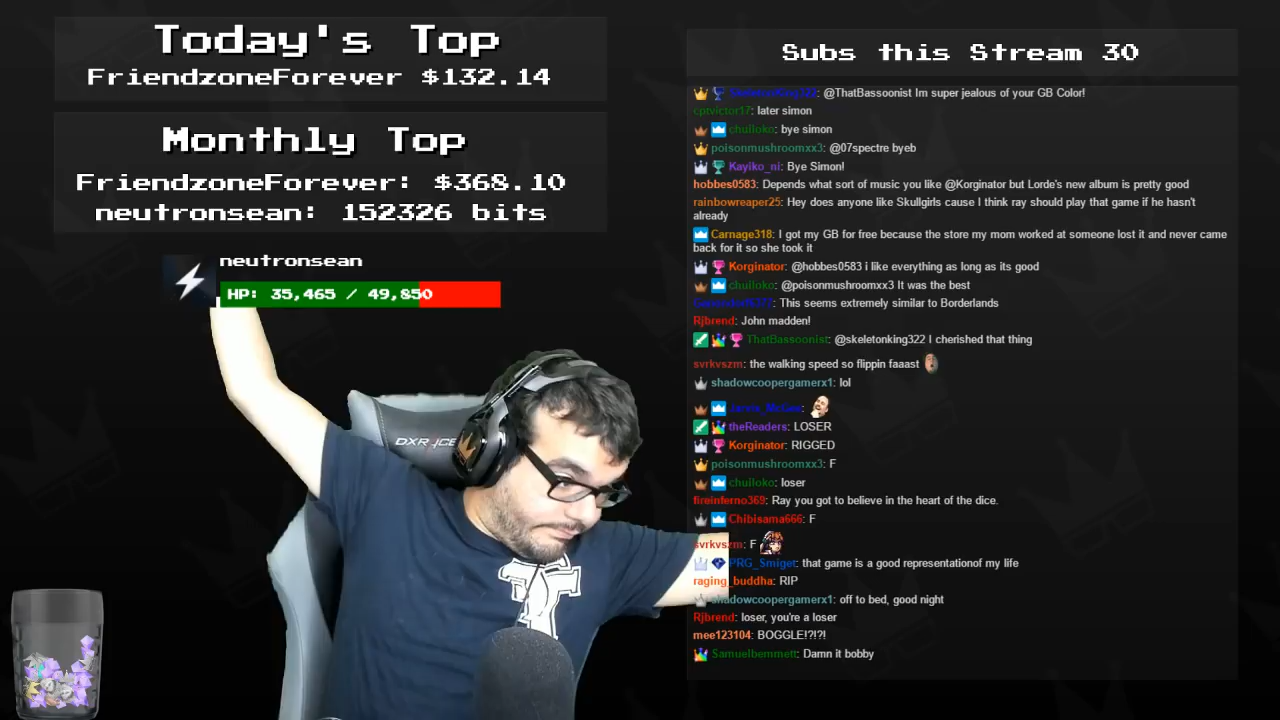 Today's Top
FriendzoneForever $132.14
Monthly Top
FriendzoneForever: $368.10
neutronsean: 152326 bits
neutronsean
HP: 35,465 / 49,850
DXRACER
Subs this Stream 30
SkeletonKing322: @ThatBassoonist Im super jealous of your GB Color!
cptvictor17: later simon
chulloko: bye simon
poisonmushroomxx3: @07spectre byeb
Kayiko_ni: Bye Simon!
hobbes0583: Depends what sort of music you like @Korginator but Lorde's new album is pretty good
rainbowreaper25: Hey does anyone like Skullgirls cause I think ray should play that game if he hasn't
already
Carnage318: I got my GB for free because the store my mom worked at someone lost it and never came
back for it so she took it
Korginator: @hobbes0583 i like everything as long as its good
chulloko: @poisonmushroomxx3 It was the best
This seems extremely similar to Borderlands
Rjbrend: John madden!
ThatBassoonist: @skeletonking322 I cherished that thing
svrkvszm: the walking speed so flippin faaast
shadowcoopergamerx1: lol
Jarvis_McGee:
theReaders: LOSER
Korginator: RIGGED
poisonmushroomxx3: F
chulloko: loser
fireinferno369: Ray you got to believe in the heart of the dice.
Chibisama666: F
svrkvszm: F
PRG_Smiget: that game is a good representationof my life
raging_buddha: RIP
shadowcoopergamerx1: off to bed, good night
Rjbrend: loser, you're a loser
mee123104: BOGGLE!?!?!
Samuelbemmett: Damn it bobby